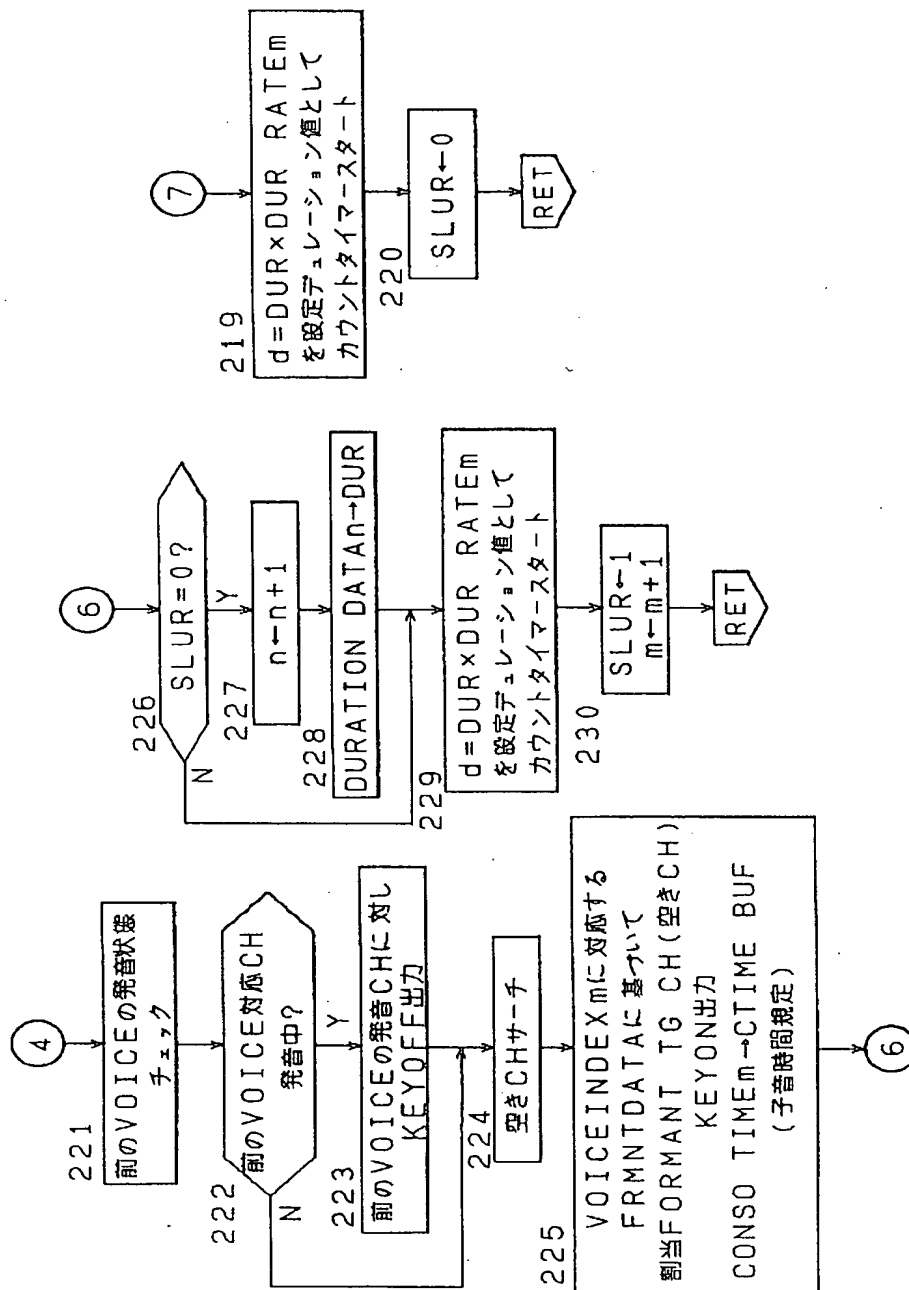 4
221
前のVOICEの発音状態
チェック
222
前のVOICE対応CH
発音中?
N
Y
223
前のVOICEの発音CHに対し
KEYOFF出力
224
空きCHサーチ
225
VOICEINDEXmに対応する
FRMNTDATAに基づいて
割当FORMANT TG CH(空きCH)
KEYON出力
CONSO TIMEm→CTIME BUF
(子音時間規定)
6
6
226
SLUR=0?
N
Y
227
n←n+1
228
DURATION DATAn→DUR
229
d=DUR×DUR RATEm
を設定デュレーション値として
カウントタイマースタート
230
SLUR←1
m←m+1
RET
7
219
d=DUR×DUR RATEm
を設定デュレーション値として
カウントタイマースタート
220
SLUR←0
RET